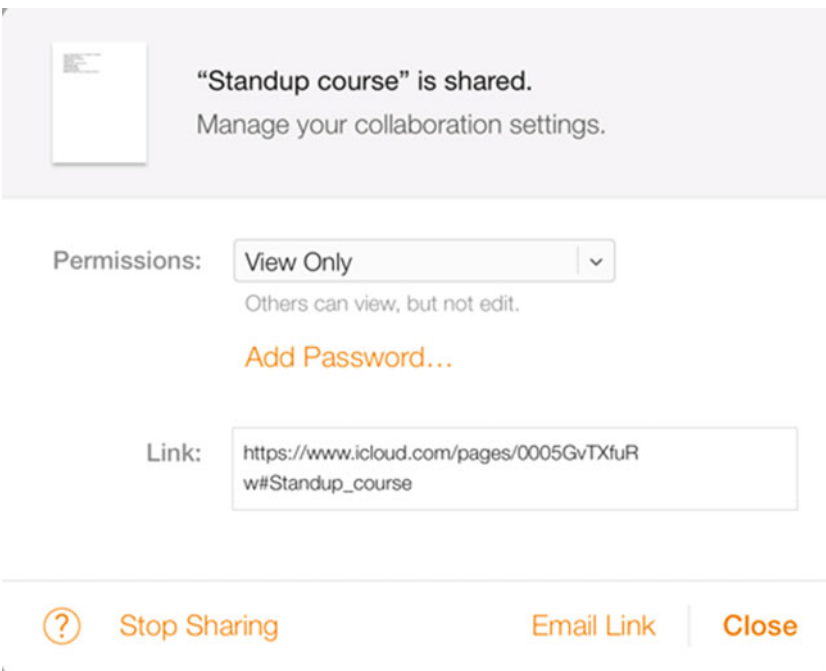 “Standup course” is shared.
Manage your collaboration settings.
Permissions: View Only
Others can view, but not edit.
Add Password...
Link: https://www.icloud.com/pages/0005GvTXfuR
w#Standup_course
? Stop Sharing Email Link Close